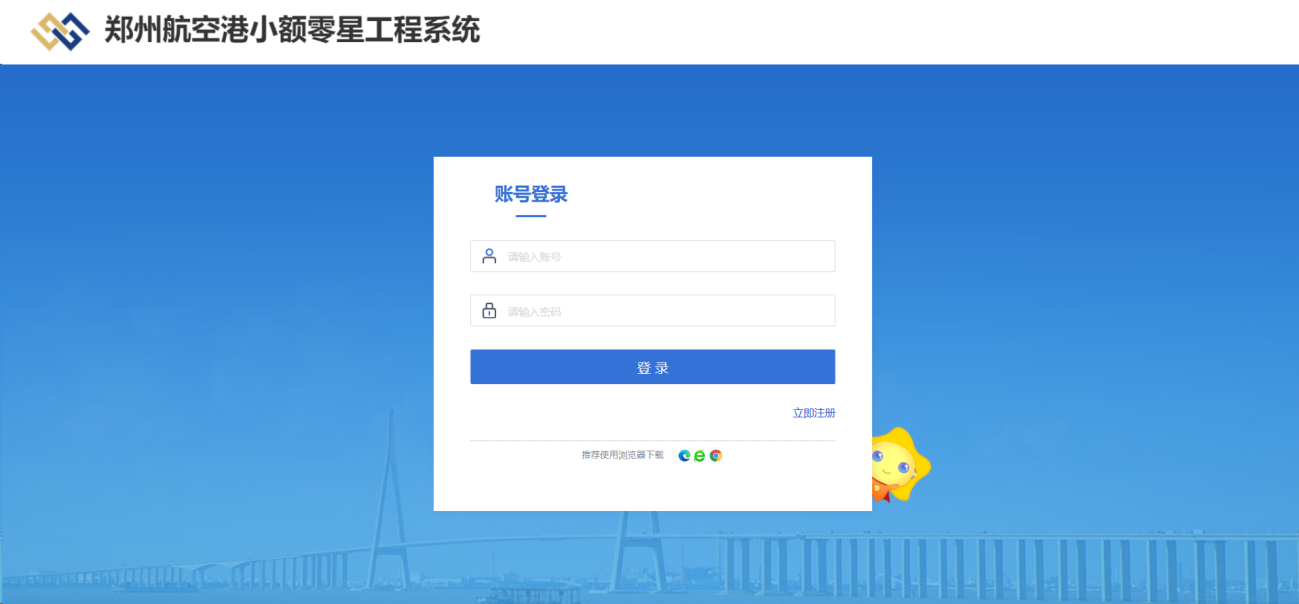 郑州航空港小额零星工程系统
账号登录
请输入账号
请输入密码
登 录
立即注册
推荐使用浏览器下载